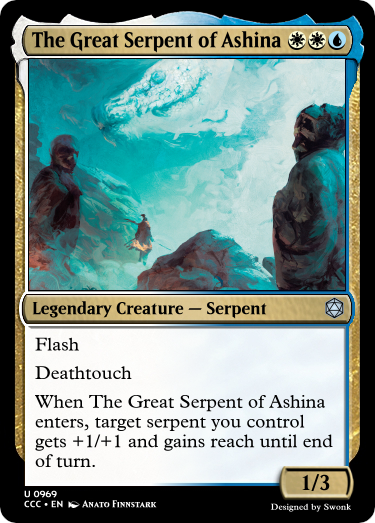 The Great Serpent of Ashina
Legendary Creature — Serpent
Flash
Deathtouch
When The Great Serpent of Ashina
enters, target serpent you control
gets +1/+1 and gains reach until end
of turn.
1/3
U 0969
CCC • EN Anato Finnstark
Designed by Swonk